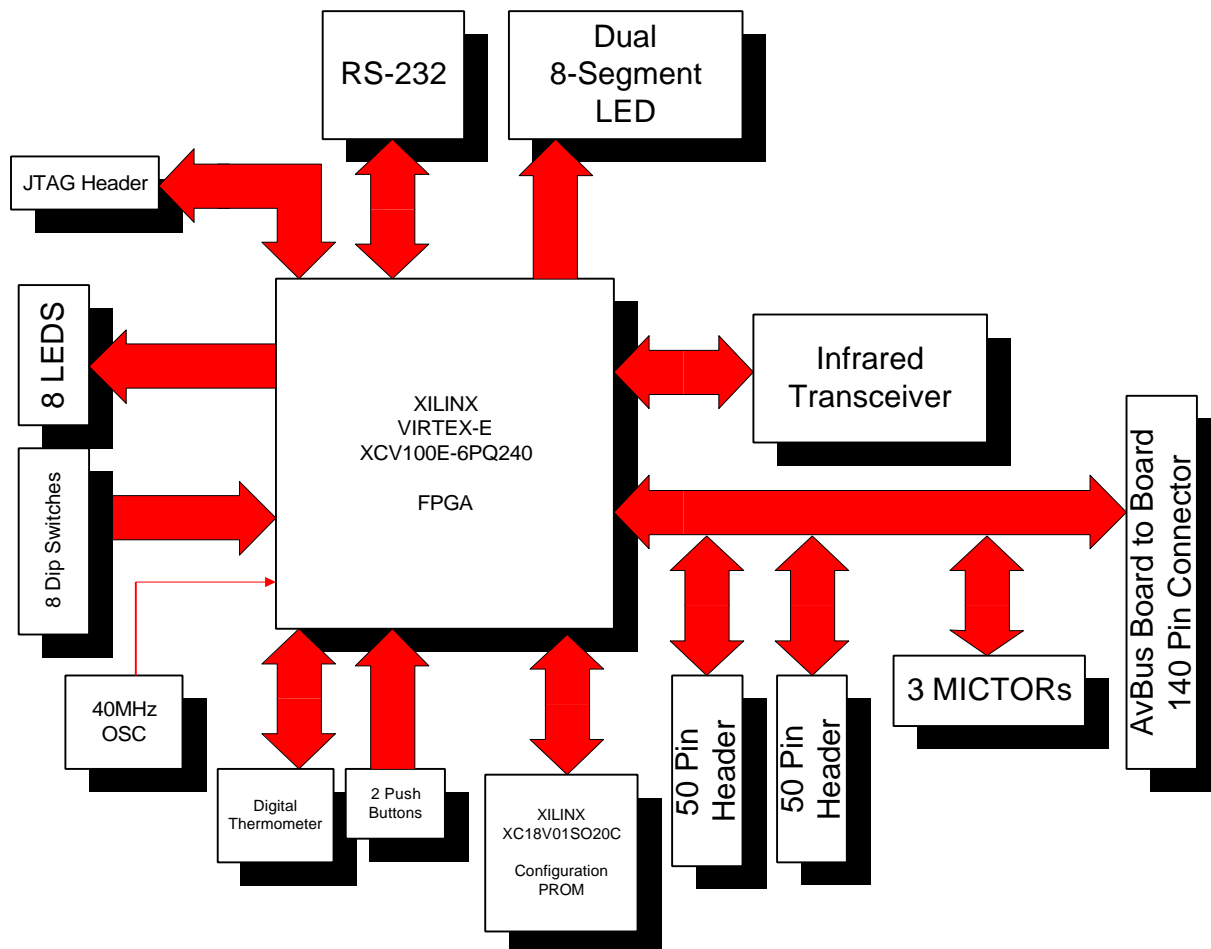 RS-232
Dual
8-Segment
LED
JTAG Header
8 LEDS
XILINX
VIRTEX-E
XCV100E-6PQ240
FPGA
Infrared
Transceiver
8 Dip Switches
AvBus Board to Board
140 Pin Connector
40MHz
OSC
Digital
Thermometer
2 Push
Buttons
XILINX
XC18V01SO20C
Configuration
PROM
50 Pin
Header
50 Pin
Header
3 MICTORs